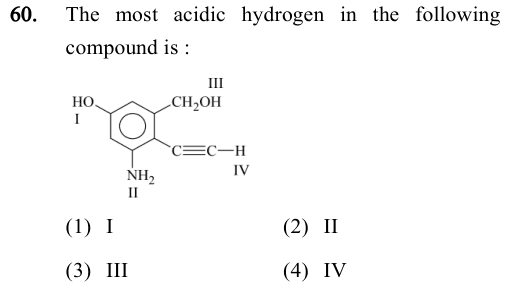 60. The most acidic hydrogen in the following
compound is :
III
HO CH₂OH
I
C≡C—H
NH₂ IV
II
(1) I (2) II
(3) III (4) IV